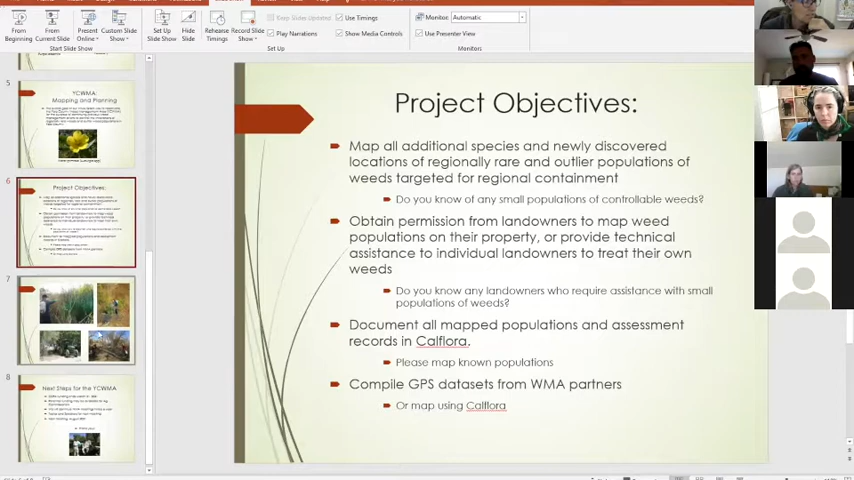 From Beginning
From Current Slide
Present Online
Custom Slide Show
Set Up Slide Show
Hide Slide
Rehearse Timings
Record Slide Show
Keep Slides Updated
Play Narrations
Use Timings
Show Media Controls
Monitor: Automatic
Use Presenter View
Start Slide Show
Set Up
Monitors
5
YCWMA:
Mapping and Planning
6
Project Objectives:
7
8
Next Steps for the YCWMA
Project Objectives:
Map all additional species and newly discovered
locations of regionally rare and outlier populations of
weeds targeted for regional containment
Do you know of any small populations of controllable weeds?
Obtain permission from landowners to map weed
populations on their property, or provide technical
assistance to individual landowners to treat their own
weeds
Do you know any landowners who require assistance with small
populations of weeds?
Document all mapped populations and assessment
records in Calflora.
Please map known populations
Compile GPS datasets from WMA partners
Or map using Calflora